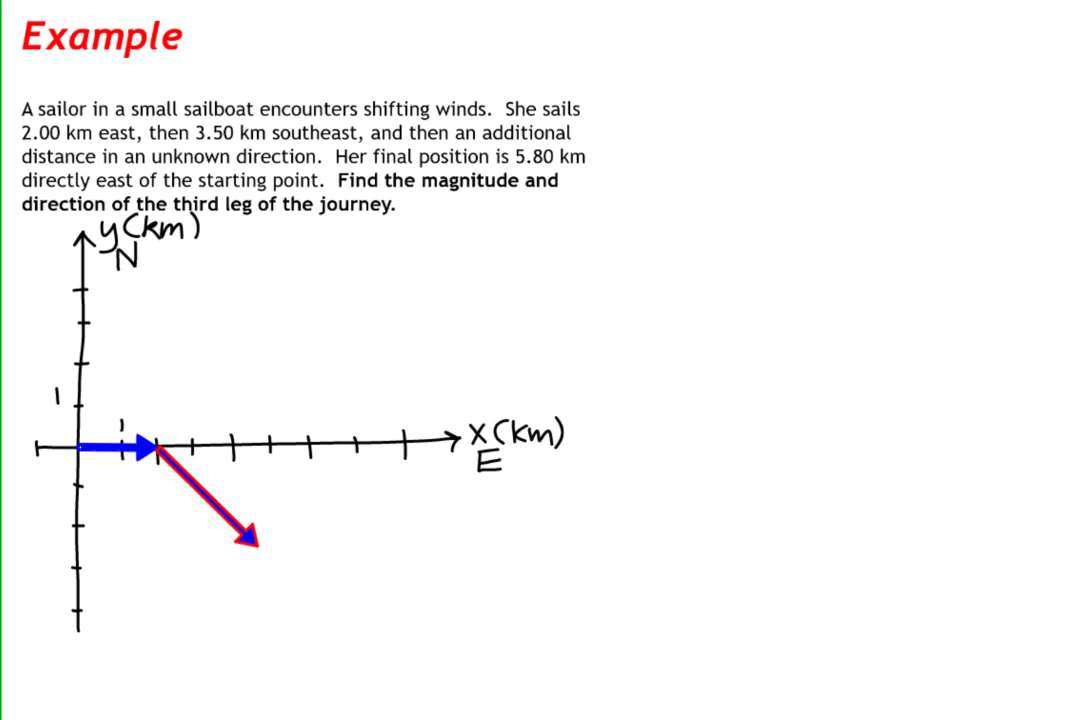 Example
A sailor in a small sailboat encounters shifting winds. She sails
2.00 km east, then 3.50 km southeast, and then an additional
distance in an unknown direction. Her final position is 5.80 km
directly east of the starting point. Find the magnitude and
direction of the third leg of the journey.
y(km)
N
1
1
x(km)
E